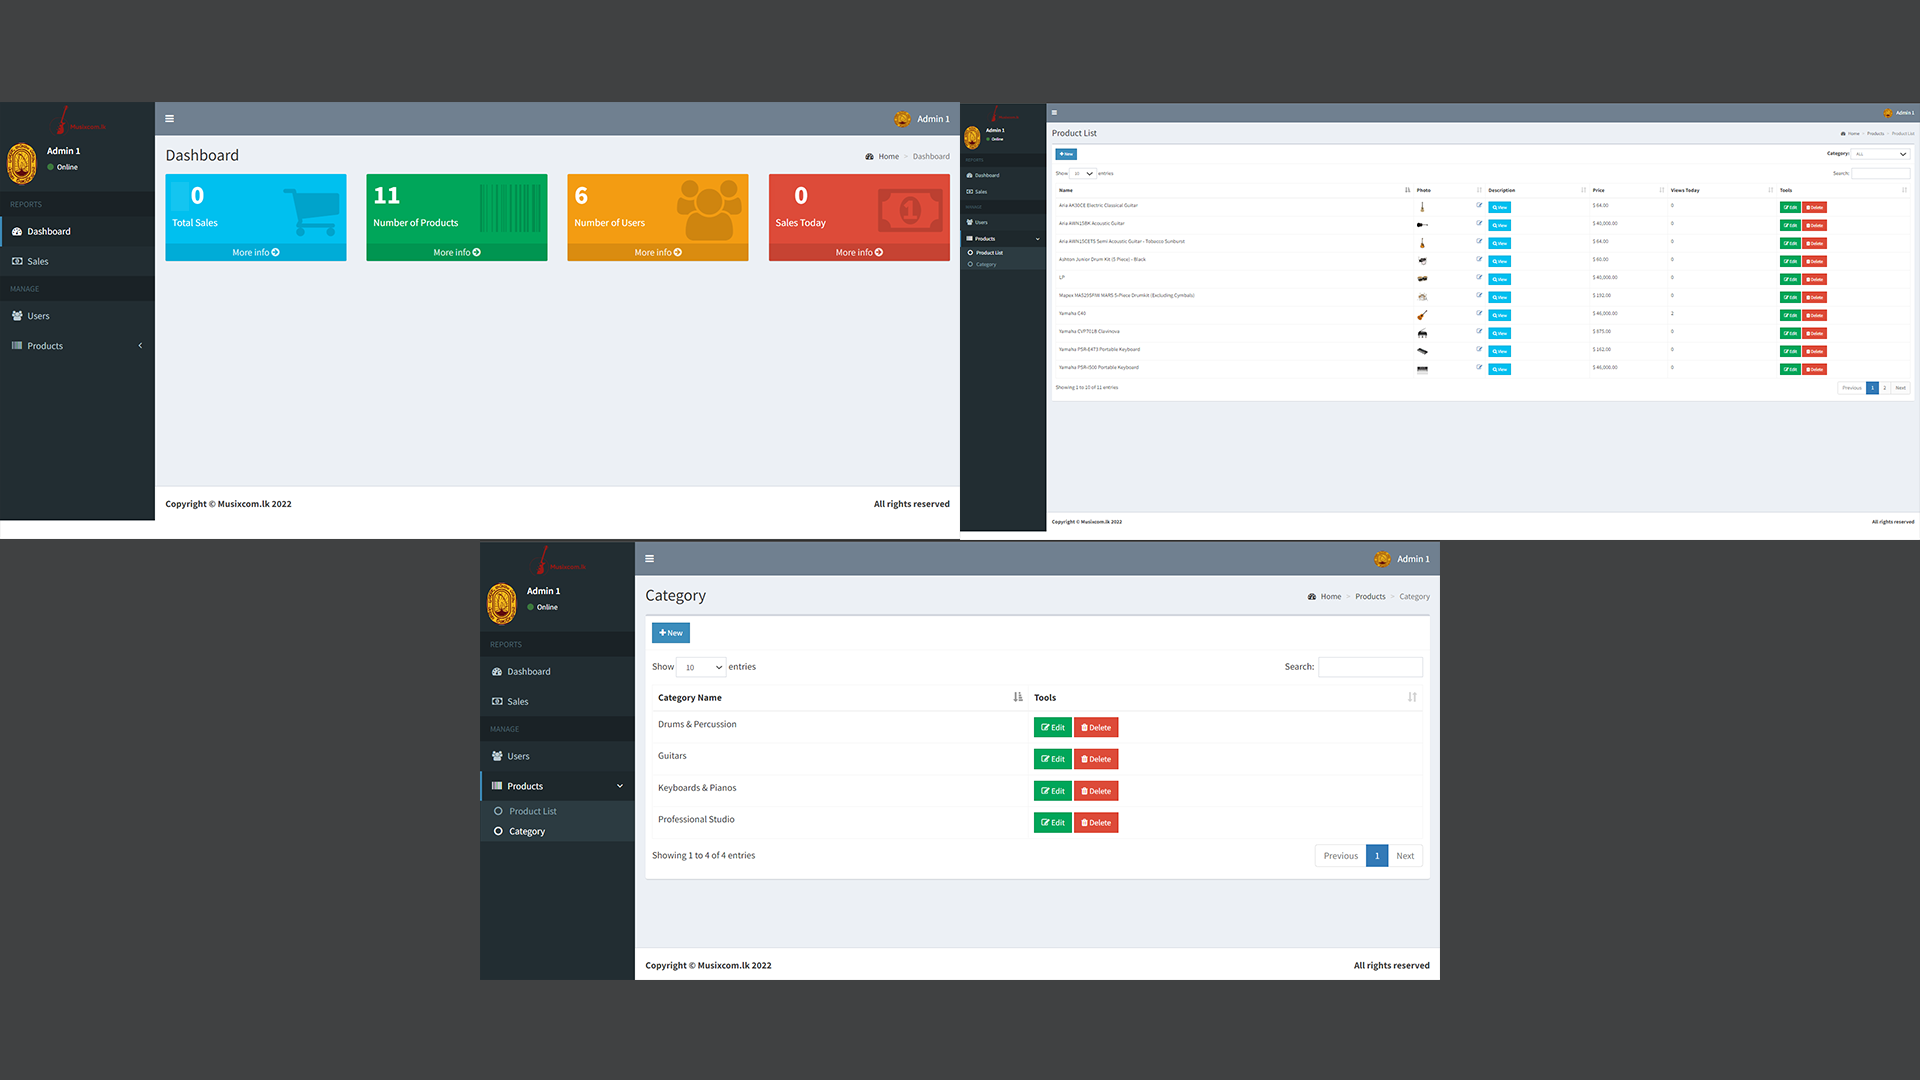 Musixcom.lk
Admin 1
Admin 1
Online
Dashboard
Home > Dashboard
REPORTS
Dashboard
Sales
MANAGE
Users
Products
0
Total Sales
More info
11
Number of Products
More info
6
Number of Users
More info
0
Sales Today
More info
Copyright © Musixcom.lk 2022
All rights reserved
Admin 1
Admin 1
Online
Product List
Home > Products > Product List
REPORTS
Dashboard
Sales
MANAGE
Users
Products
Product List
Category
New
Category: ALL
Show 10 entries
Search:
Name Photo Description Price Views Today Tools
Aria AK30CE Electric Classical Guitar View $ 64.00 0 Edit Delete
Aria AWN15BK Acoustic Guitar View $ 40,000.00 0 Edit Delete
Aria AWN15CETS Semi Acoustic Guitar - Tobacco Sunburst View $ 64.00 0 Edit Delete
Ashton Junior Drum Kit (5 Piece) - Black View $ 60.00 0 Edit Delete
LP View $ 40,000.00 0 Edit Delete
Mapex MA529SFIW MARS 5-Piece Drumkit (Excluding Cymbals) View $ 192.00 0 Edit Delete
Yamaha C40 View $ 46,000.00 2 Edit Delete
Yamaha CVP701B Clavinova View $ 675.00 0 Edit Delete
Yamaha PSR-E473 Portable Keyboard View $ 162.00 0 Edit Delete
Yamaha PSR-I500 Portable Keyboard View $ 46,000.00 0 Edit Delete
Showing 1 to 10 of 11 entries
Previous 1 2 Next
Copyright © Musixcom.lk 2022
All rights reserved
Musixcom.lk
Admin 1
Admin 1
Online
Category
Home > Products > Category
REPORTS
Dashboard
Sales
MANAGE
Users
Products
Product List
Category
New
Show 10 entries
Search:
Category Name Tools
Drums & Percussion Edit Delete
Guitars Edit Delete
Keyboards & Pianos Edit Delete
Professional Studio Edit Delete
Showing 1 to 4 of 4 entries
Previous 1 Next
Copyright © Musixcom.lk 2022
All rights reserved